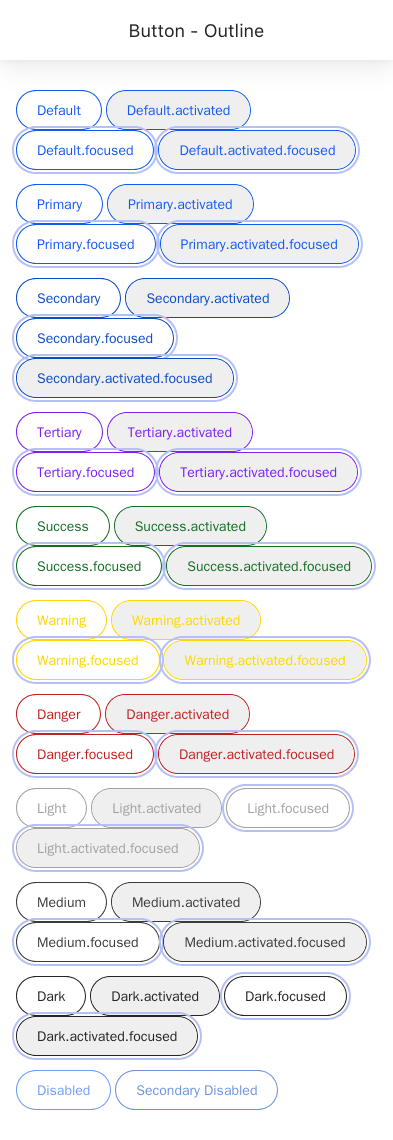 Button - Outline
Default Default.activated
Default.focused Default.activated.focused
Primary Primary.activated
Primary.focused Primary.activated.focused
Secondary Secondary.activated
Secondary.focused
Secondary.activated.focused
Tertiary Tertiary.activated
Tertiary.focused Tertiary.activated.focused
Success Success.activated
Success.focused Success.activated.focused
Warning Warning.activated
Warning.focused Warning.activated.focused
Danger Danger.activated
Danger.focused Danger.activated.focused
Light Light.activated Light.focused
Light.activated.focused
Medium Medium.activated
Medium.focused Medium.activated.focused
Dark Dark.activated Dark.focused
Dark.activated.focused
Disabled Secondary Disabled